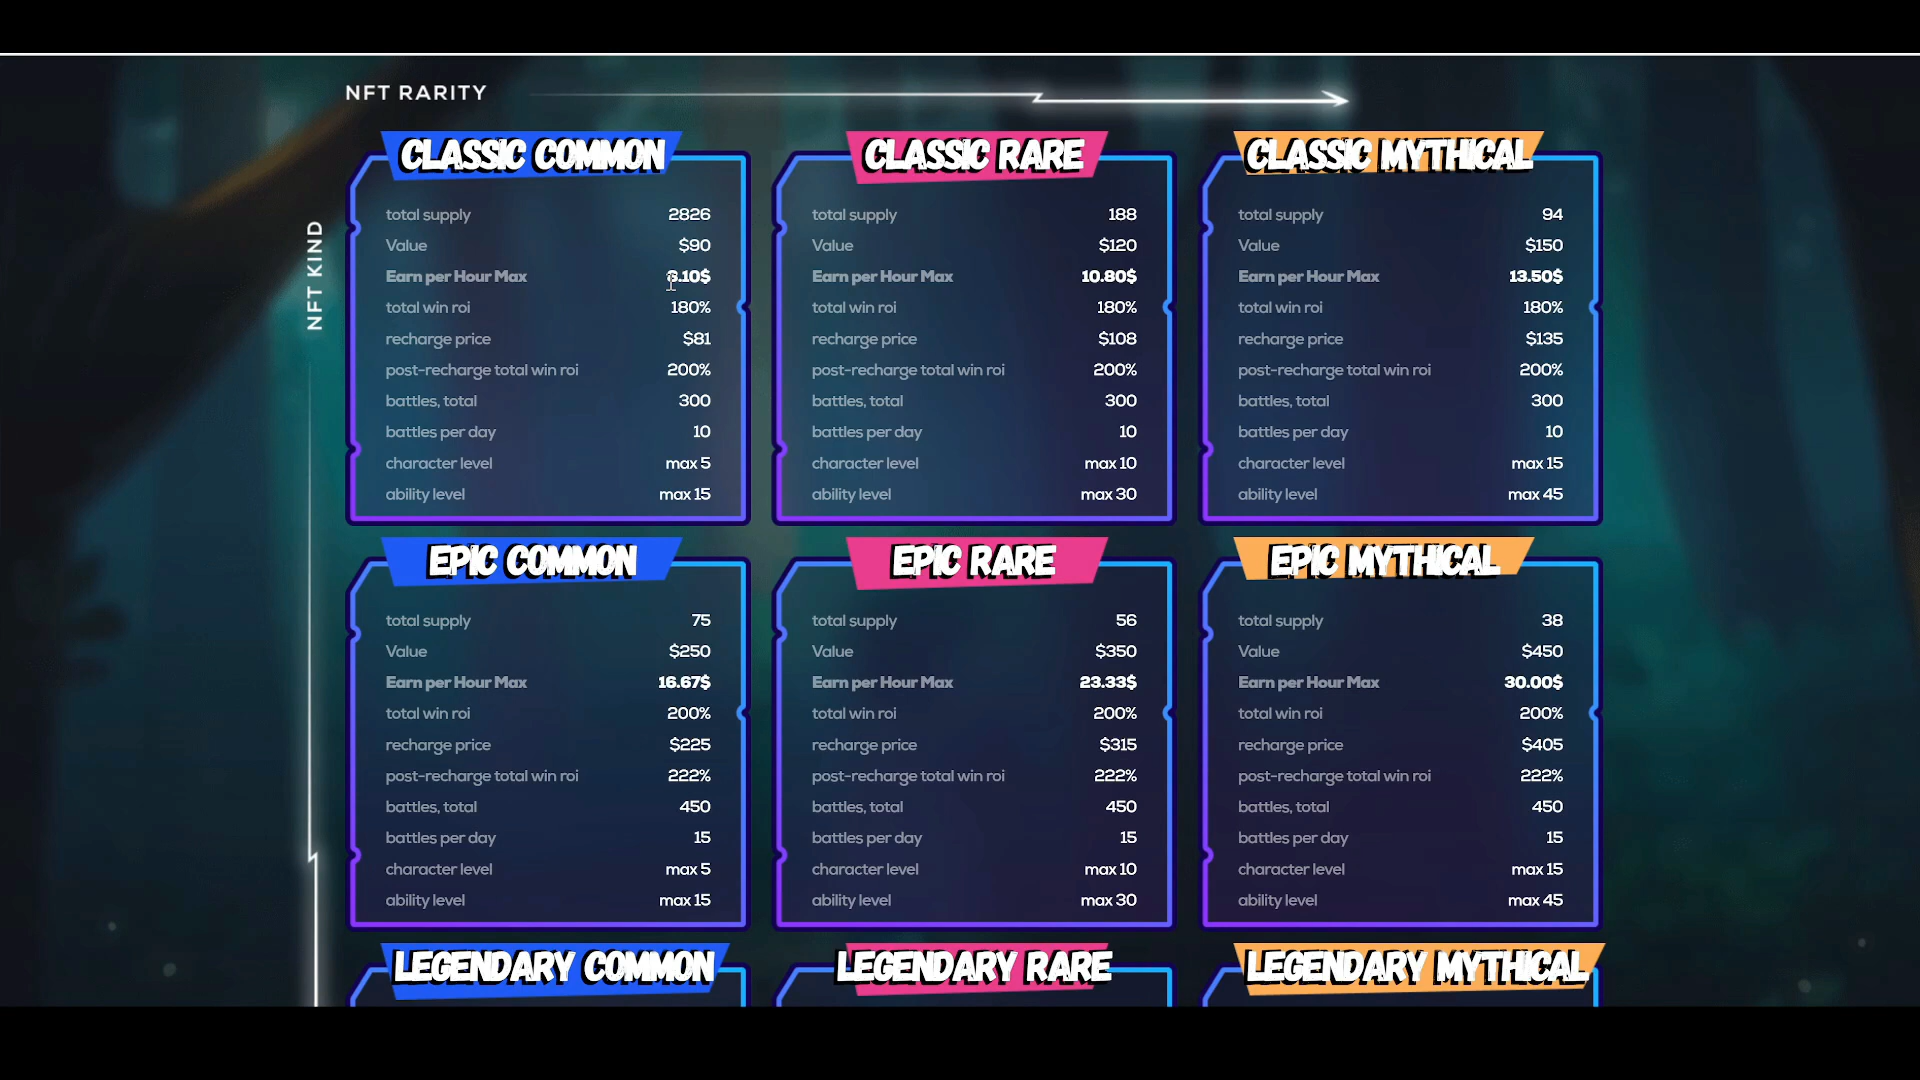 NFT RARITY
NFT KIND
CLASSIC COMMON
total supply 2826
Value $90
Earn per Hour Max .10$
total win roi 180%
recharge price $81
post-recharge total win roi 200%
battles, total 300
battles per day 10
character level max 5
ability level max 15
CLASSIC RARE
total supply 188
Value $120
Earn per Hour Max 10.80$
total win roi 180%
recharge price $108
post-recharge total win roi 200%
battles, total 300
battles per day 10
character level max 10
ability level max 30
CLASSIC MYTHICAL
total supply 94
Value $150
Earn per Hour Max 13.50$
total win roi 180%
recharge price $135
post-recharge total win roi 200%
battles, total 300
battles per day 10
character level max 15
ability level max 45
EPIC COMMON
total supply 75
Value $250
Earn per Hour Max 16.67$
total win roi 200%
recharge price $225
post-recharge total win roi 222%
battles, total 450
battles per day 15
character level max 5
ability level max 15
EPIC RARE
total supply 56
Value $350
Earn per Hour Max 23.33$
total win roi 200%
recharge price $315
post-recharge total win roi 222%
battles, total 450
battles per day 15
character level max 10
ability level max 30
EPIC MYTHICAL
total supply 38
Value $450
Earn per Hour Max 30.00$
total win roi 200%
recharge price $405
post-recharge total win roi 222%
battles, total 450
battles per day 15
character level max 15
ability level max 45
LEGENDARY COMMON
LEGENDARY RARE
LEGENDARY MYTHICAL